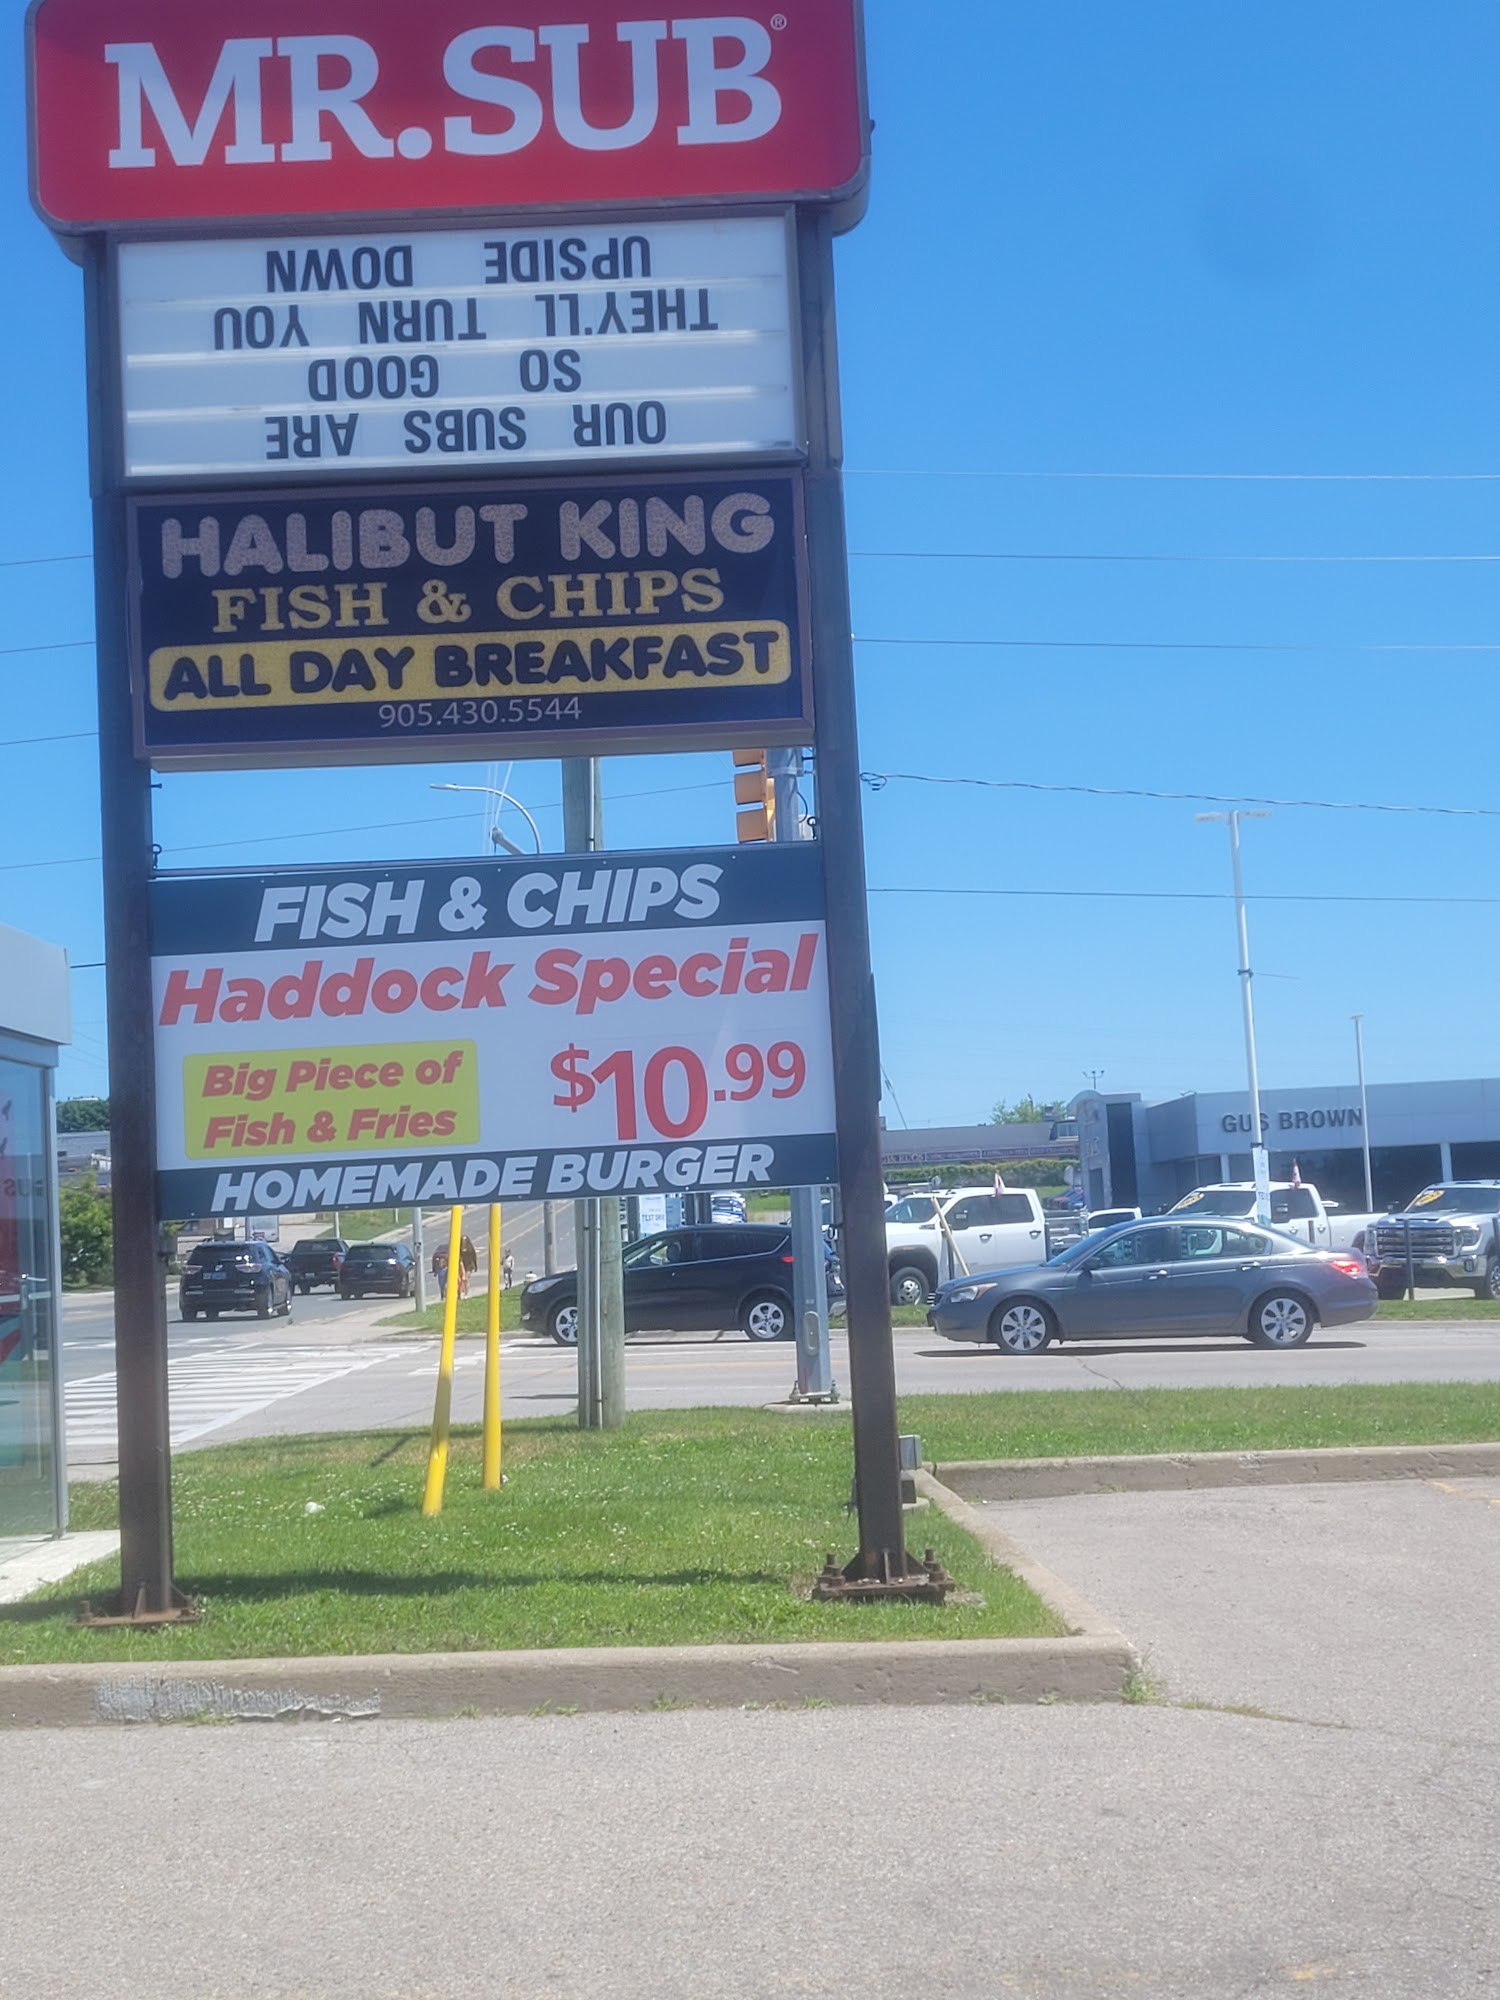 MR.SUB®
OUR SUBS ARE
SO GOOD
THEY'LL TURN YOU
UPSIDE DOWN
HALIBUT KING
FISH & CHIPS
ALL DAY BREAKFAST
905.430.5544
FISH & CHIPS
Haddock Special
Big Piece of
Fish & Fries
$10.99
HOMEMADE BURGER
GUS BROWN